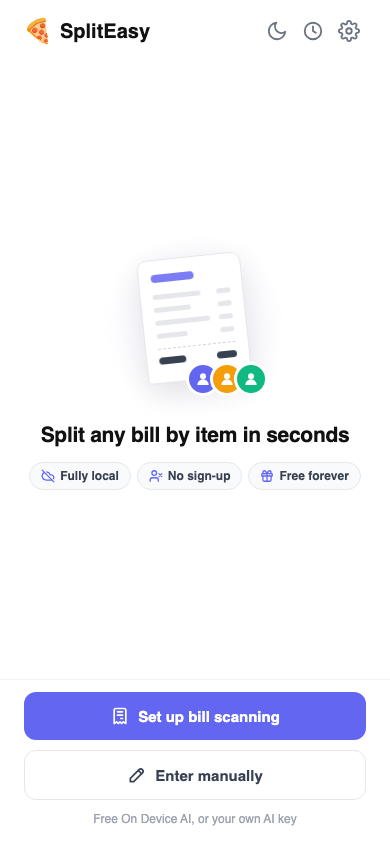 SplitEasy
Split any bill by item in seconds
Fully local
No sign-up
Free forever
Set up bill scanning
Enter manually
Free On Device AI, or your own AI key